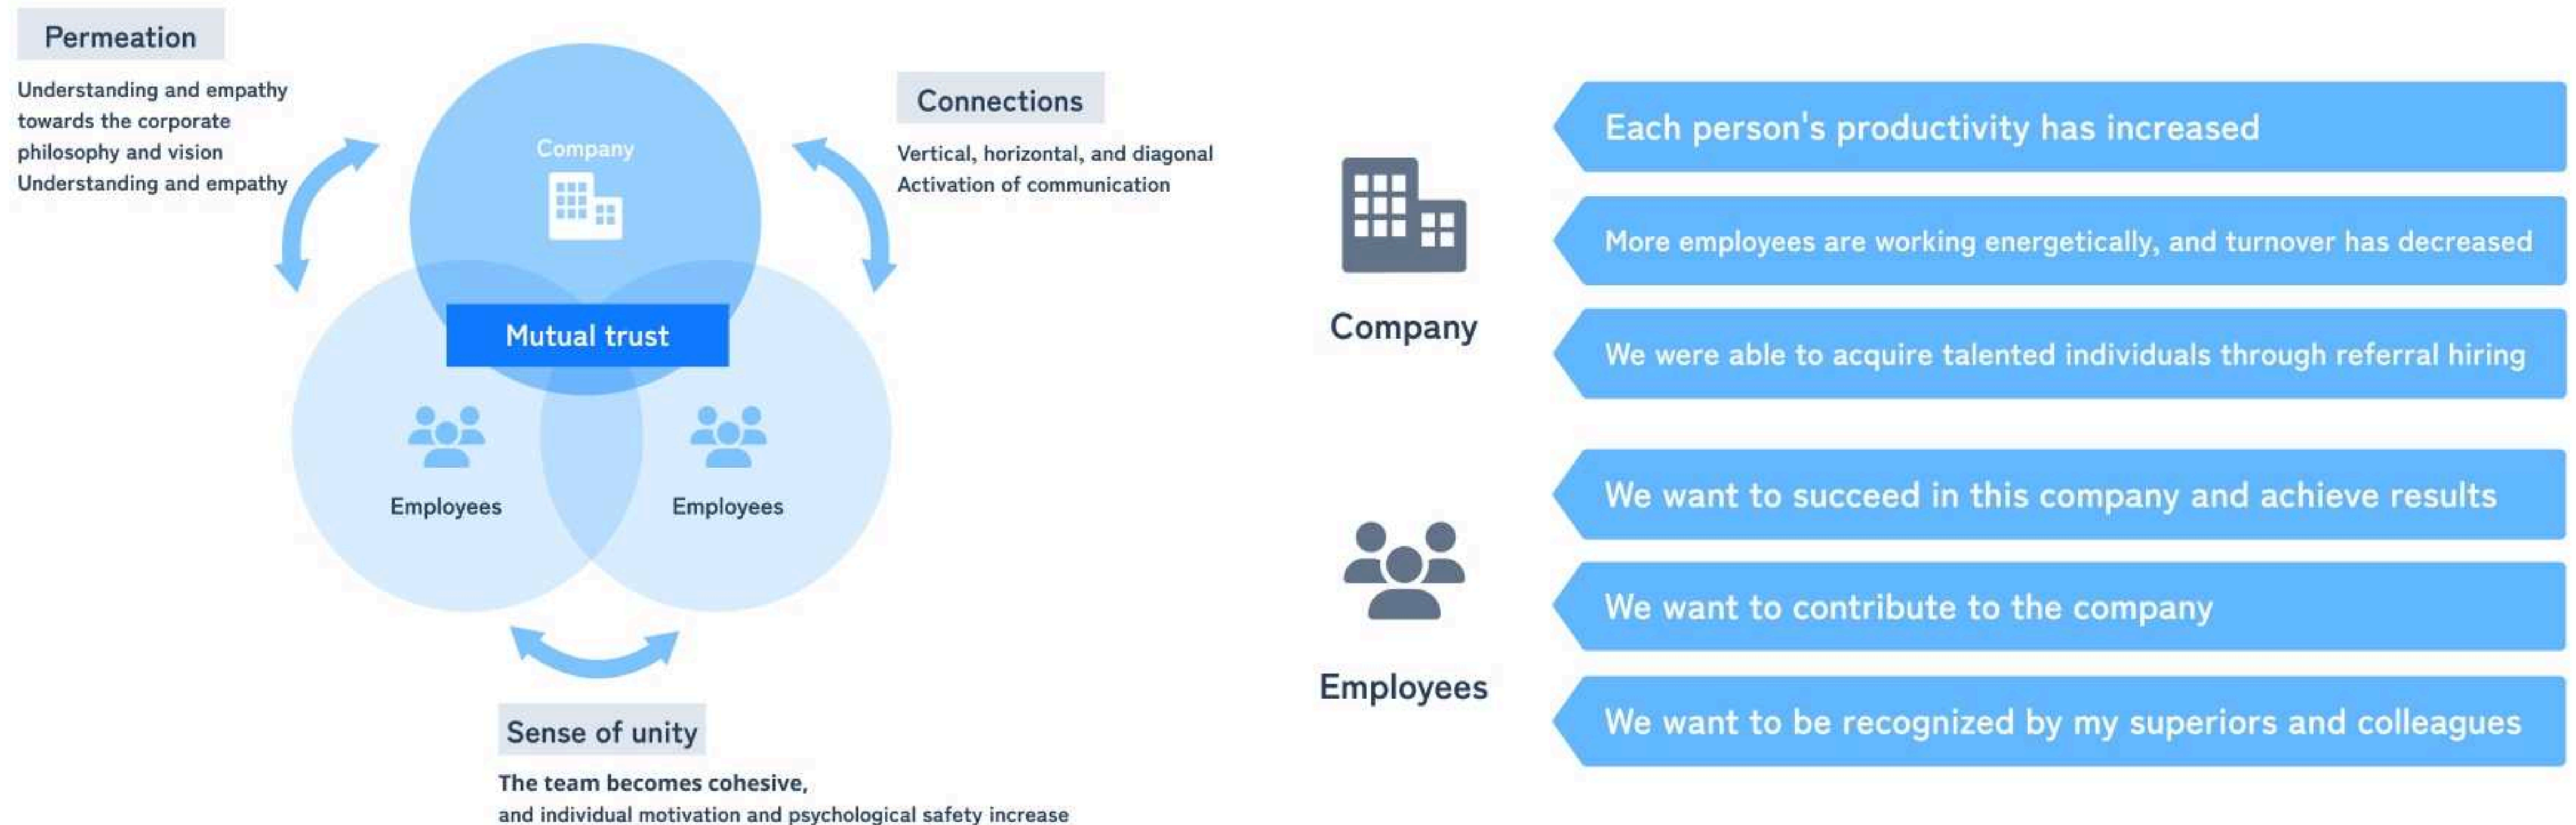 Permeation
Understanding and empathy
towards the corporate
philosophy and vision
Understanding and empathy
Connections
Vertical, horizontal, and diagonal
Activation of communication
Company
Mutual trust
Employees
Employees
Sense of unity
The team becomes cohesive,
and individual motivation and psychological safety increase
Company
Each person's productivity has increased
More employees are working energetically, and turnover has decreased
We were able to acquire talented individuals through referral hiring
Employees
We want to succeed in this company and achieve results
We want to contribute to the company
We want to be recognized by my superiors and colleagues